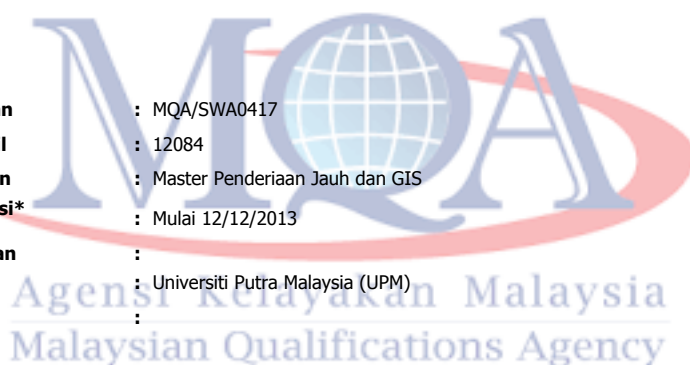 MQA
an : MQA/SWA0417
l : 12084
n : Master Penderiaan Jauh dan GIS
si* : Mulai 12/12/2013
an :
: Universiti Putra Malaysia (UPM)
:
Agensi Kelayakan Malaysia
Malaysian Qualifications Agency